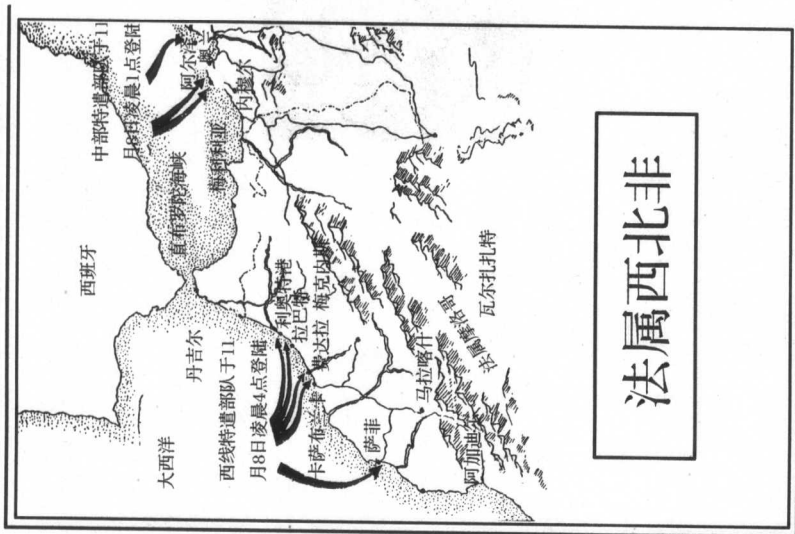 法属西北非
中部特遣部队于11
月8日凌晨1点登陆
阿尔泽
奥兰
内穆尔
梅利利亚
直布罗陀海峡
西班牙
丹吉尔
利奥特港
拉巴特
费达拉
梅克内斯
大西洋
西线特遣部队于11
月8日凌晨4点登陆
卡萨布兰卡
萨菲
马拉喀什
阿加迪尔
法属摩洛哥
瓦尔扎扎特